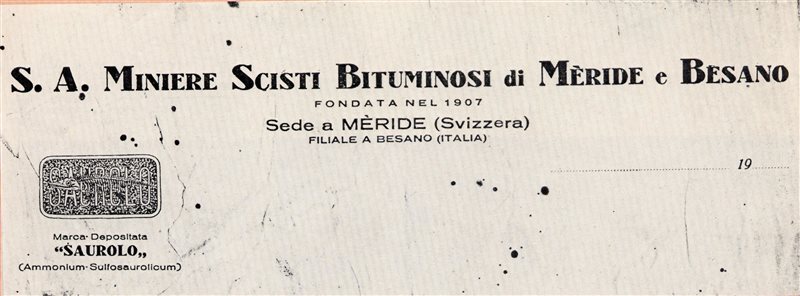 S. A. MINIERE SCISTI BITUMINOSI di MÈRIDE e BESANO
FONDATA NEL 1907
Sede a MÈRIDE (Svizzera)
FILIALE A BESANO (ITALIA)
19
SAUROLO
Marca Depositata
“SAUROLO„
(Ammonium-Sulfosaurolicum)